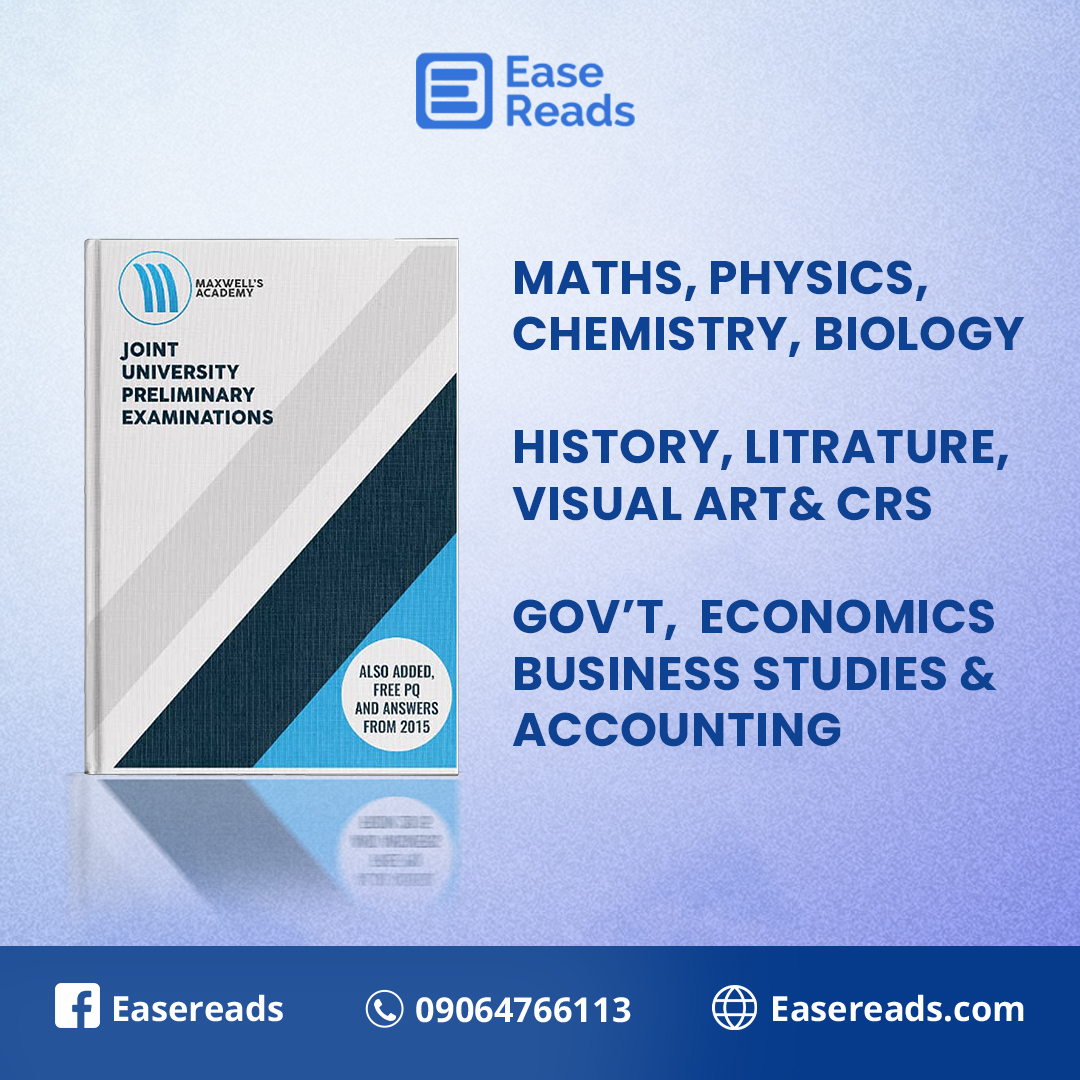 Ease
Reads
MAXWELL'S
ACADEMY
JOINT
UNIVERSITY
PRELIMINARY
EXAMINATIONS
ALSO ADDED,
FREE PQ
AND ANSWERS
FROM 2015
MATHS, PHYSICS,
CHEMISTRY, BIOLOGY
HISTORY, LITRATURE,
VISUAL ART& CRS
GOV'T, ECONOMICS
BUSINESS STUDIES &
ACCOUNTING
Easereads
09064766113
Easereads.com